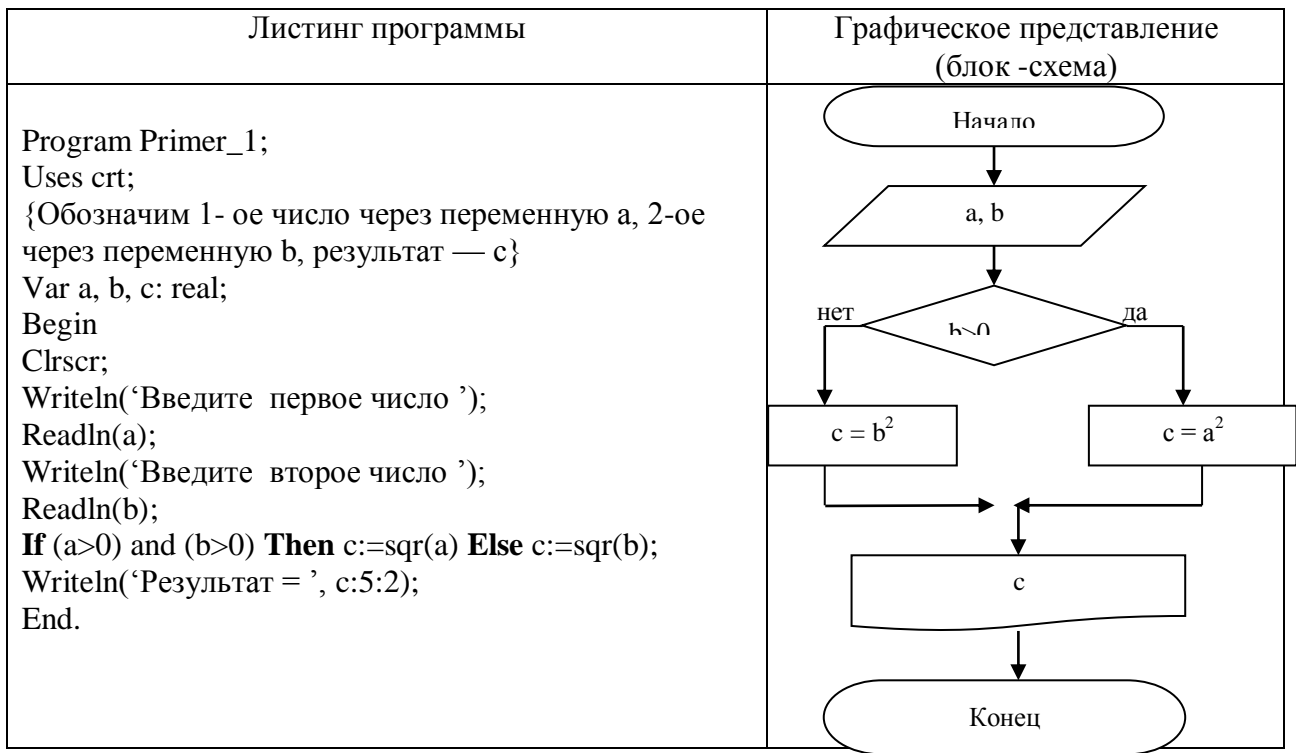 Листинг программы
Графическое представление
(блок -схема)
Program Primer_1;
Uses crt;
{Обозначим 1- ое число через переменную a, 2-ое
через переменную b, результат — c}
Var a, b, c: real;
Begin
Clrscr;
Writeln(‘Введите  первое число ’);
Readln(a);
Writeln(‘Введите  второе число ’);
Readln(b);
If (a>0) and (b>0) Then c:=sqr(a) Else c:=sqr(b);
Writeln(‘Результат = ’, c:5:2);
End.
Начало
a, b
нет
b>0
да
c = b²
c = a²
c
Конец